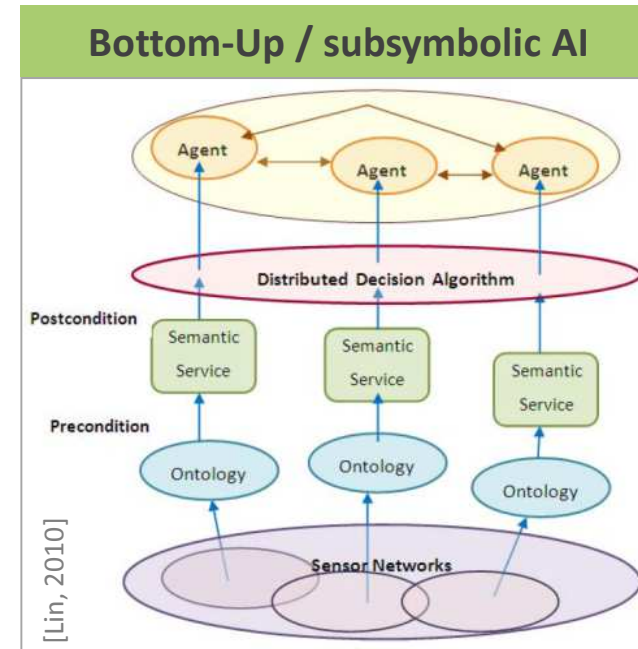 Bottom-Up / subsymbolic AI
Agent
Agent
Agent
Distributed Decision Algorithm
Postcondition
Semantic
Service
Semantic
Service
Semantic
Service
Precondition
Ontology
Ontology
Ontology
Sensor Networks
[Lin, 2010]